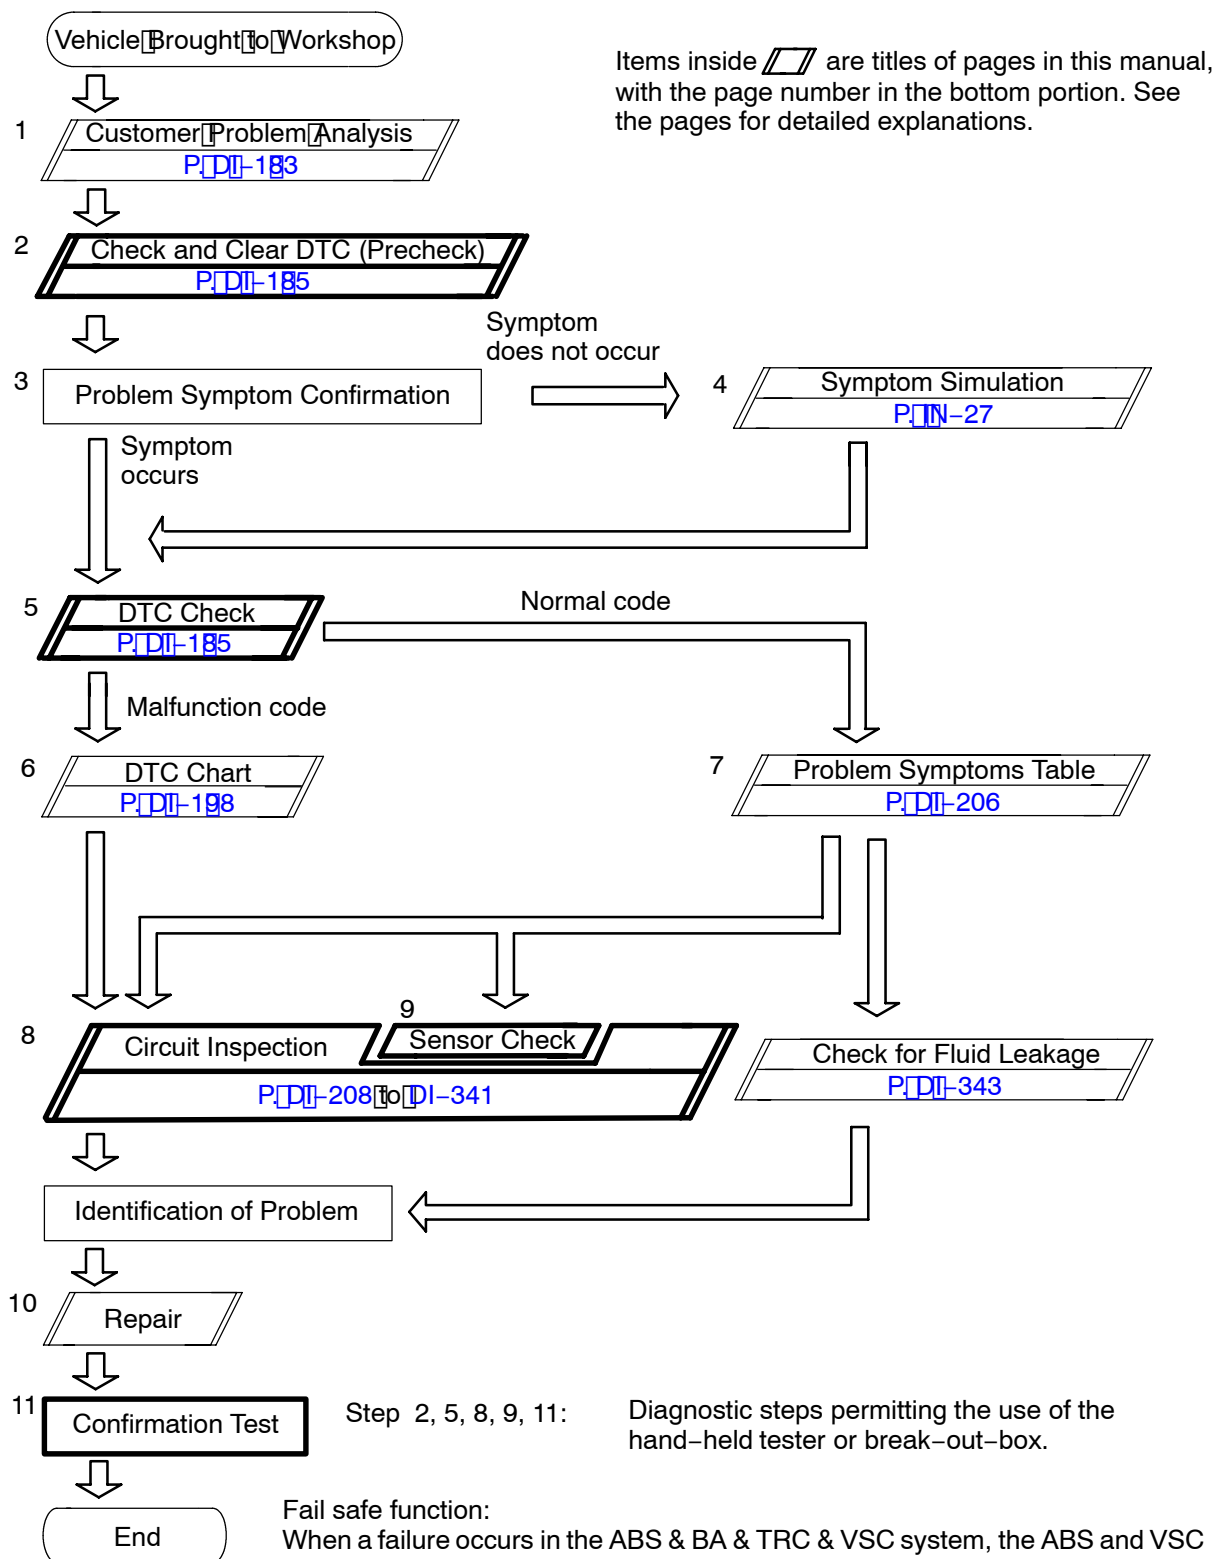 Vehicle Brought to Workshop
Items inside are titles of pages in this manual,
with the page number in the bottom portion. See
the pages for detailed explanations.
1
Customer Problem Analysis
P. DI–183
2
Check and Clear DTC (Precheck)
P. DI–185
Symptom
does not occur
3
Problem Symptom Confirmation
4
Symptom Simulation
P. IN–27
Symptom
occurs
5
DTC Check
P. DI–185
Normal code
Malfunction code
6
DTC Chart
P. DI–198
7
Problem Symptoms Table
P. DI–206
8
Circuit Inspection
9
Sensor Check
P. DI–208 to DI–341
Check for Fluid Leakage
P. DI–343
Identification of Problem
10
Repair
11
Confirmation Test
Step 2, 5, 8, 9, 11:
Diagnostic steps permitting the use of the
hand–held tester or break–out–box.
End
Fail safe function:
When a failure occurs in the ABS & BA & TRC & VSC system, the ABS and VSC